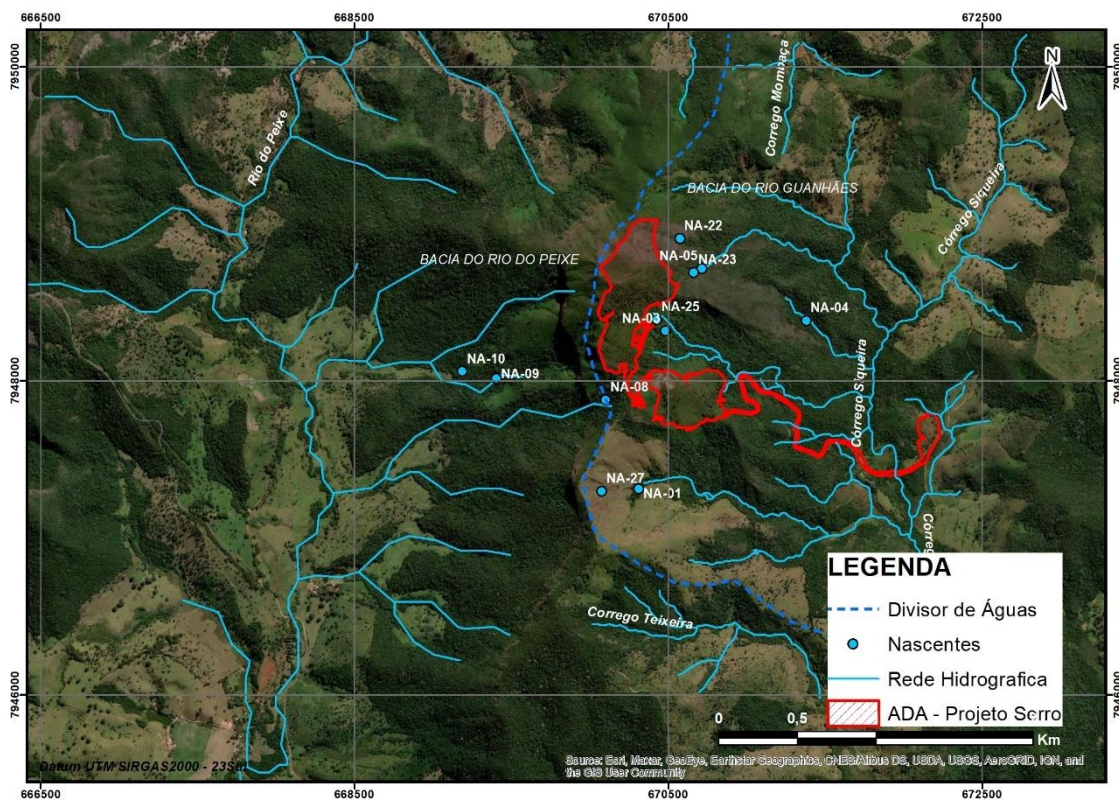 666500 668500 670500 672500
7950000
7950000
Corrego Mombaça
Rio do Peixe
BACIA DO RIO GUANHÃES
Córrego Siqueira
NA-22
BACIA DO RIO DO PEIXE
NA-05 NA-23
NA-25
NA-04
NA-03
NA-10
NA-09
7948000
7948000
NA-08
Córrego Siqueira
NA-27
NA-01
Córreg
LEGENDA
Divisor de Águas
Corrego Teixeira
Nascentes
Rede Hidrografica
7946000
7946000
ADA - Projeto Serro
0 0,5
Km
Datum UTM SIRGAS2000 - 23Sul
Source: Esri, Maxar, GeoEye, Earthstar Geographics, CNES/Airbus DS, USDA, USGS, AeroGRID, IGN, and
the GIS User Community
666500 668500 670500 672500
N